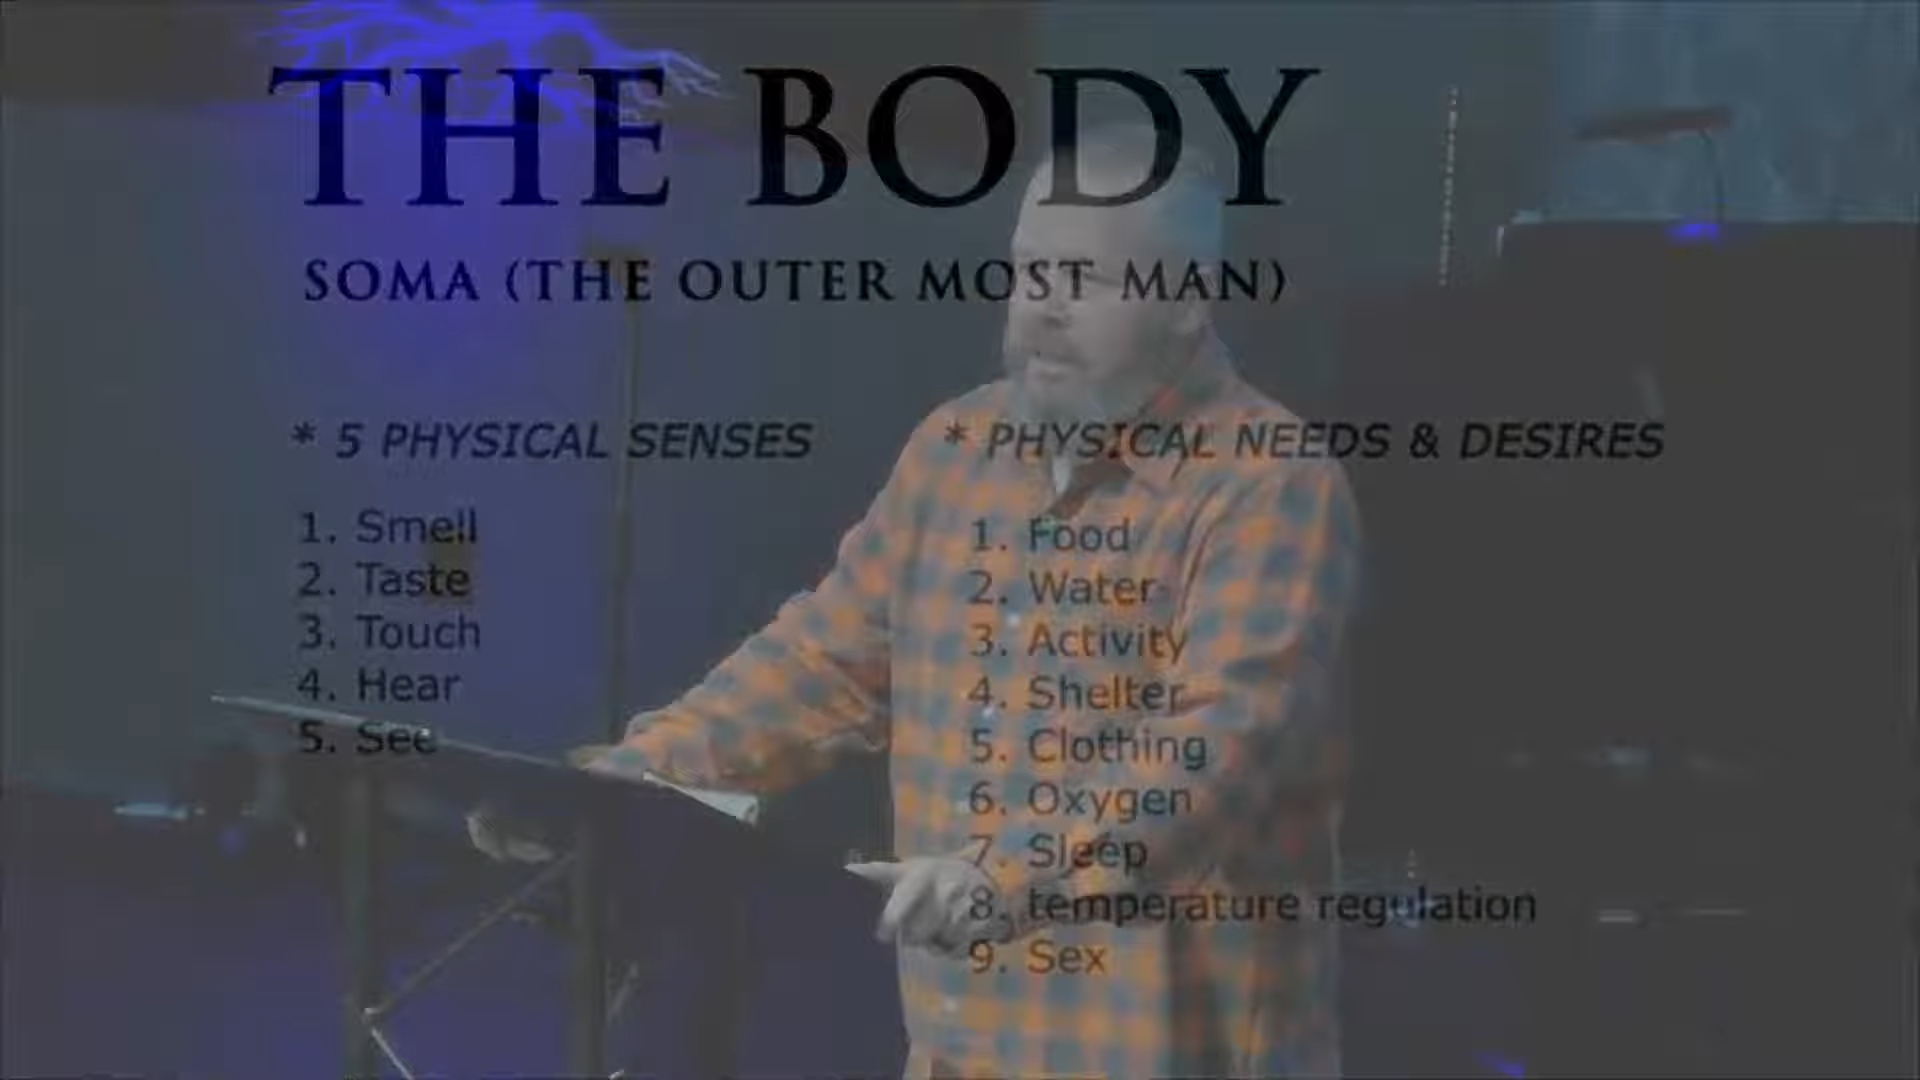 THE BODY
SOMA (THE OUTER MOST MAN)
* 5 PHYSICAL SENSES
1. Smell
2. Taste
3. Touch
4. Hear
5. See
* PHYSICAL NEEDS & DESIRES
1. Food
2. Water
3. Activity
4. Shelter
5. Clothing
6. Oxygen
7. Sleep
8. temperature regulation
9. Sex